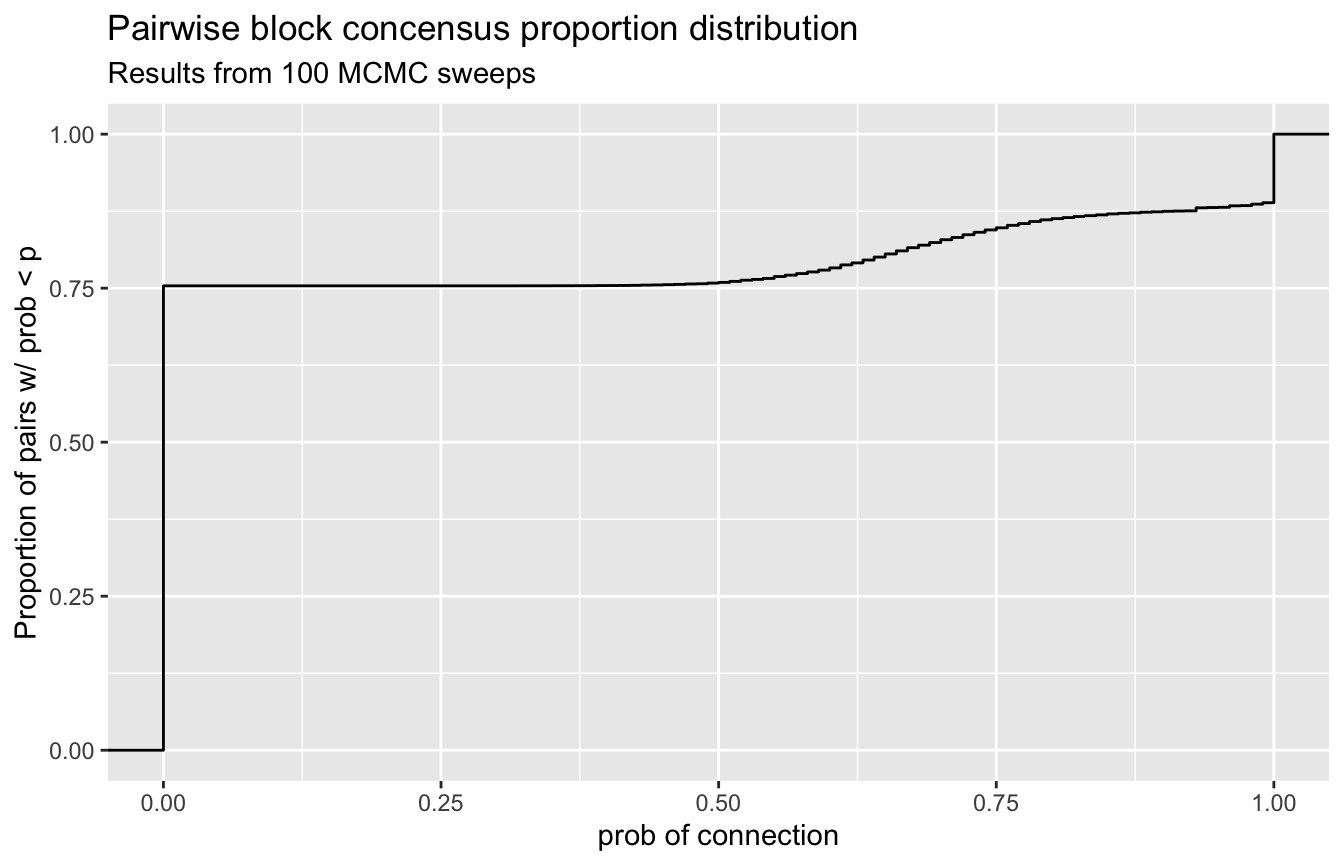 Pairwise block concensus proportion distribution
Results from 100 MCMC sweeps
Proportion of pairs w/ prob < p
1.00
0.75
0.50
0.25
0.00
0.00 0.25 0.50 0.75 1.00
prob of connection